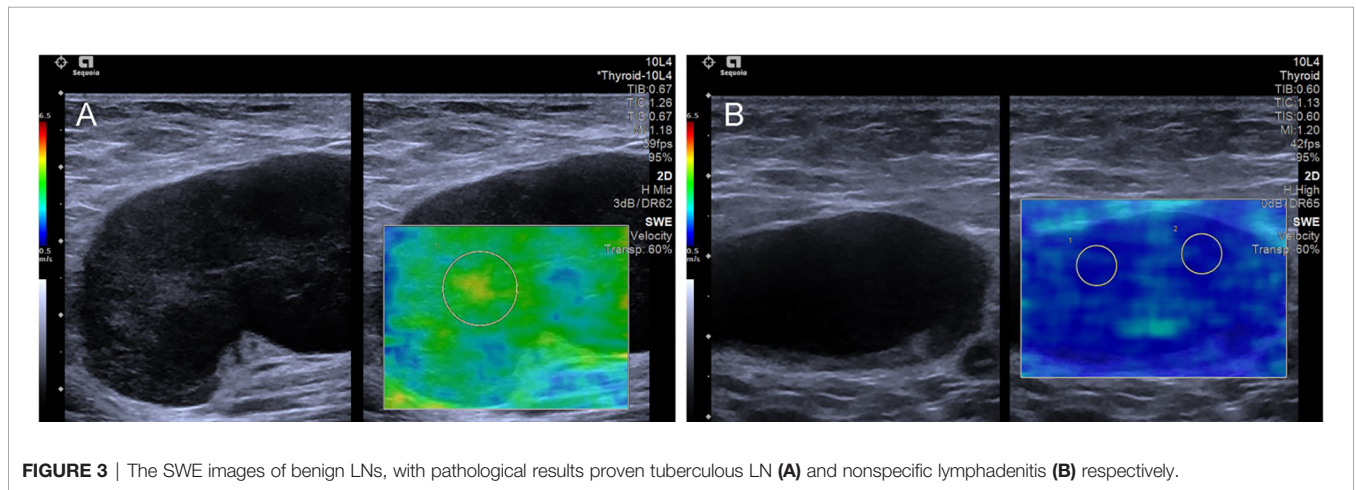 A
Sequoia
10L4
*Thyroid-10L4
TIB:0.67
TIC:1.26
TIS:0.67
MI:1.18
39fps
95%
2D
H Mid
3dB/DR62
SWE
Velocity
Transp: 60%
6.5
0.5
m/s
B
Sequoia
10L4
Thyroid
TIB:0.60
TIC:1.13
TIS:0.60
MI:1.20
42fps
95%
2D
H High
0dB/DR65
SWE
Velocity
Transp: 60%
6.5
0.5
m/s
1
2
FIGURE 3 | The SWE images of benign LNs, with pathological results proven tuberculous LN (A) and nonspecific lymphadenitis (B) respectively.